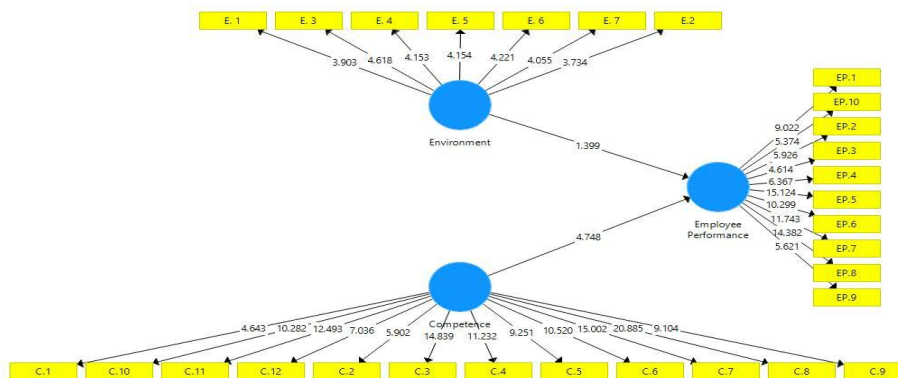 E. 1 E. 3 E. 4 E. 5 E. 6 E. 7 E.2
3.903 4.618 4.153 4.154 4.221 4.055 3.734
Environment
1.399
EP.1
EP.10
EP.2
EP.3
EP.4
EP.5
EP.6
EP.7
EP.8
EP.9
9.022
5.374
5.926
4.614
6.367
15.124
10.299
11.743
14.382
5.621
Employee
Performance
4.748
Competence
4.643 10.282 12.493 7.036 5.902 14.839 11.232 9.251 10.520 15.002 20.885 9.104
C.1 C.10 C.11 C.12 C.2 C.3 C.4 C.5 C.6 C.7 C.8 C.9